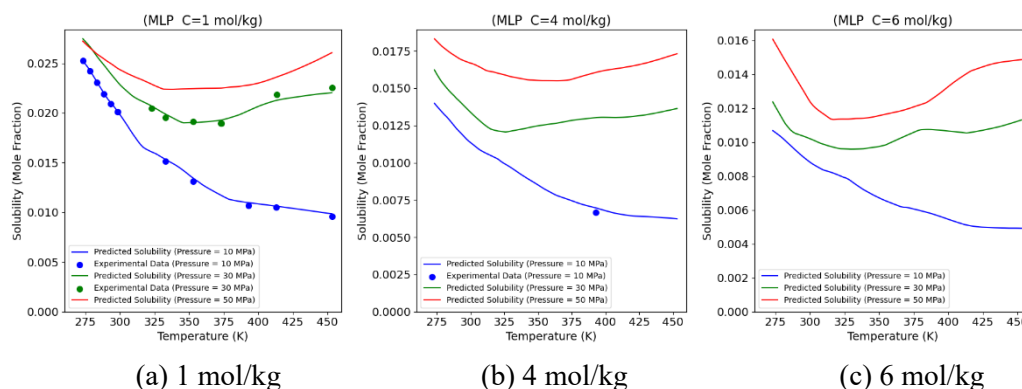 (MLP C=1 mol/kg)
Solubility (Mole Fraction)
0.025
0.020
0.015
0.010
0.005
0.000
Predicted Solubility (Pressure = 10 MPa)
Experimental Data (Pressure = 10 MPa)
Predicted Solubility (Pressure = 30 MPa)
Experimental Data (Pressure = 30 MPa)
Predicted Solubility (Pressure = 50 MPa)
275 300 325 350 375 400 425 450
Temperature (K)
(a) 1 mol/kg
(MLP C=4 mol/kg)
Solubility (Mole Fraction)
0.0175
0.0150
0.0125
0.0100
0.0075
0.0050
0.0025
0.0000
Predicted Solubility (Pressure = 10 MPa)
Experimental Data (Pressure = 10 MPa)
Predicted Solubility (Pressure = 30 MPa)
Predicted Solubility (Pressure = 50 MPa)
275 300 325 350 375 400 425 450
Temperature (K)
(b) 4 mol/kg
(MLP C=6 mol/kg)
Solubility (Mole Fraction)
0.016
0.014
0.012
0.010
0.008
0.006
0.004
0.002
0.000
Predicted Solubility (Pressure = 10 MPa)
Predicted Solubility (Pressure = 30 MPa)
Predicted Solubility (Pressure = 50 MPa)
275 300 325 350 375 400 425 450
Temperature (K)
(c) 6 mol/kg